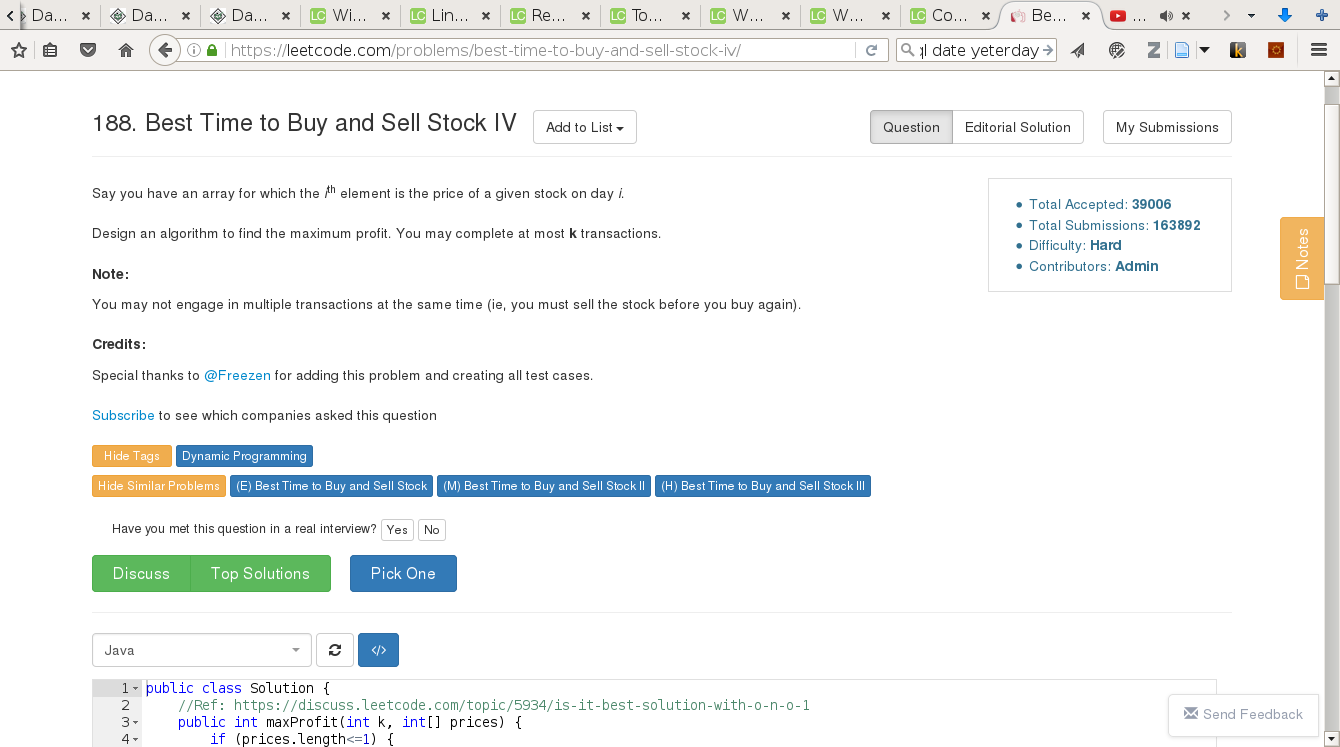 Da... Da... Da... Wi... Lin... Re... To... W... W... Co... Be... ...
https://leetcode.com/problems/best-time-to-buy-and-sell-stock-iv/ ql date yeterday
188. Best Time to Buy and Sell Stock IV Add to List Question Editorial Solution My Submissions
Say you have an array for which the ith element is the price of a given stock on day i.
Total Accepted: 39006
Total Submissions: 163892
Difficulty: Hard
Contributors: Admin
Notes
Design an algorithm to find the maximum profit. You may complete at most k transactions.
Note:
You may not engage in multiple transactions at the same time (ie, you must sell the stock before you buy again).
Credits:
Special thanks to @Freezen for adding this problem and creating all test cases.
Subscribe to see which companies asked this question
Hide Tags Dynamic Programming
Hide Similar Problems (E) Best Time to Buy and Sell Stock (M) Best Time to Buy and Sell Stock II (H) Best Time to Buy and Sell Stock III
Have you met this question in a real interview? Yes No
Discuss Top Solutions Pick One
Java </>
1 public class Solution {
2 //Ref: https://discuss.leetcode.com/topic/5934/is-it-best-solution-with-o-n-o-1
3 public int maxProfit(int k, int[] prices) {
4 if (prices.length<=1) {
Send Feedback